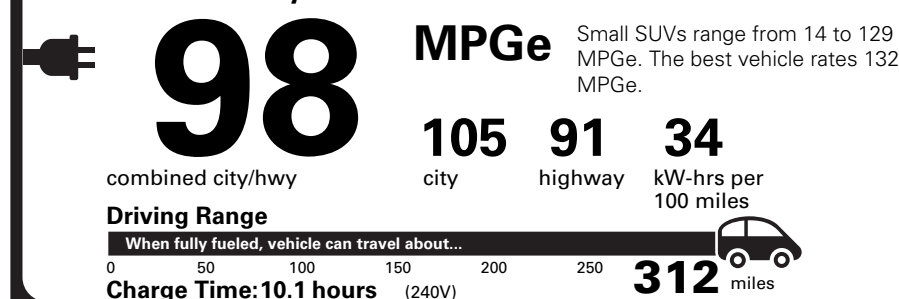 98
MPGe
Small SUVs range from 14 to 129
MPGe. The best vehicle rates 132
MPGe.
105 91 34
combined city/hwy city highway kW-hrs per
100 miles
Driving Range
When fully fueled, vehicle can travel about...
0 50 100 150 200 250 312 miles
Charge Time:10.1 hours (240V)